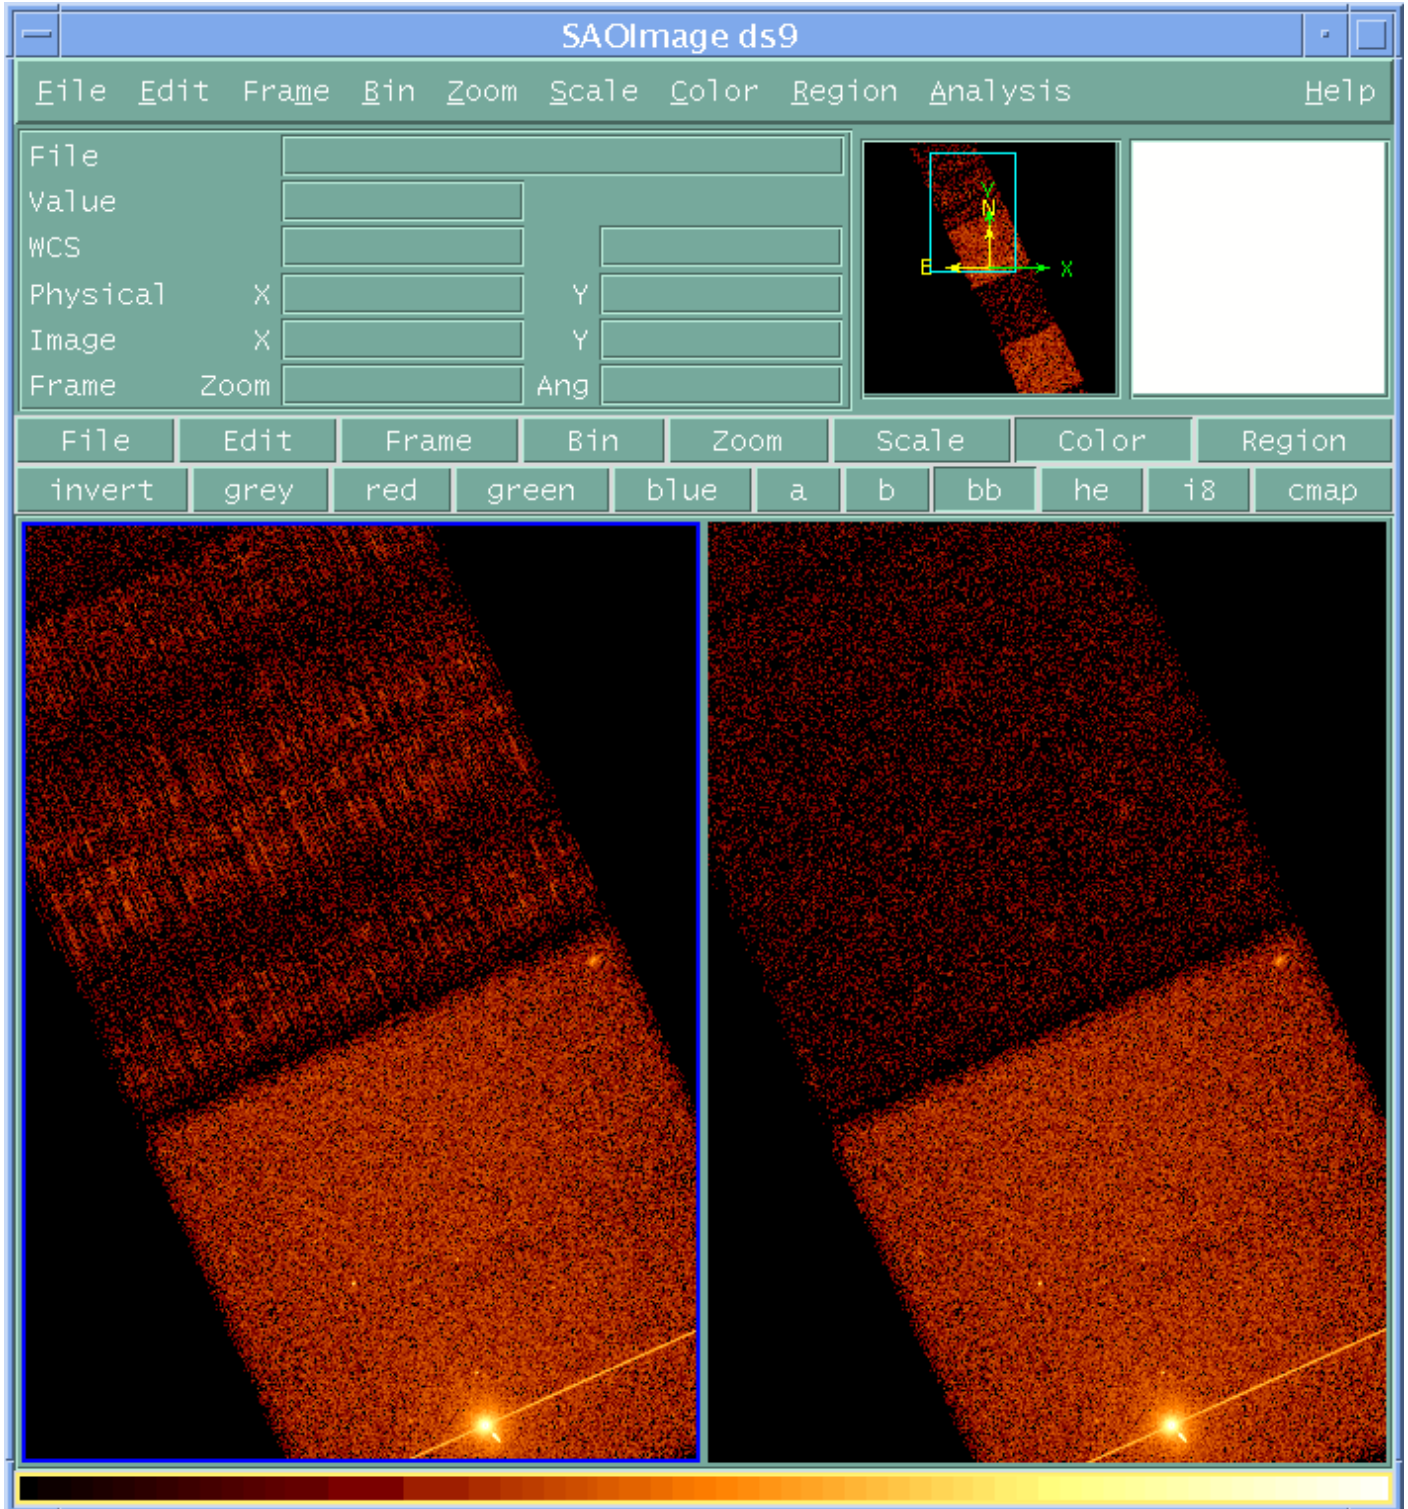 SAOImage ds9
File Edit Frame Bin Zoom Scale Color Region Analysis Help
File
Value
WCS
Physical X Y
Image X Y
Frame Zoom Ang
Y
N
E X
File Edit Frame Bin Zoom Scale Color Region
invert grey red green blue a b bb he i8 cmap